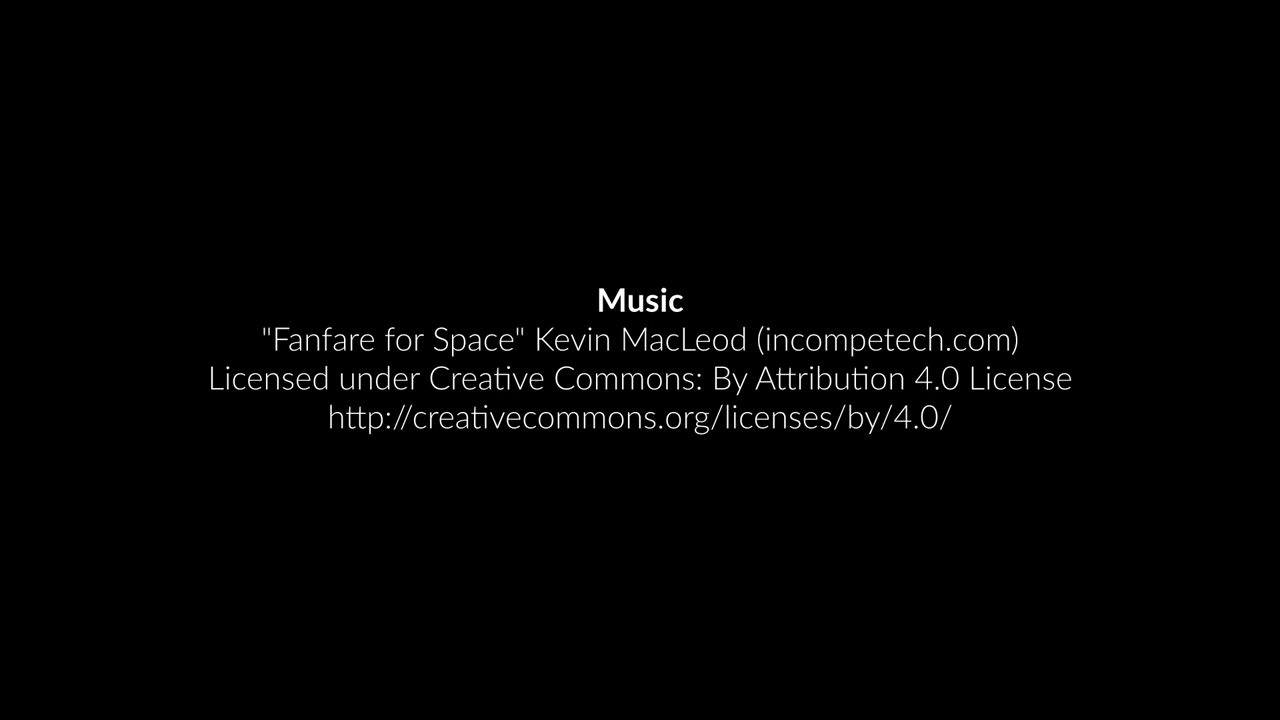 Music
"Fanfare for Space" Kevin MacLeod (incompetech.com)
Licensed under Creative Commons: By Attribution 4.0 License
http://creativecommons.org/licenses/by/4.0/